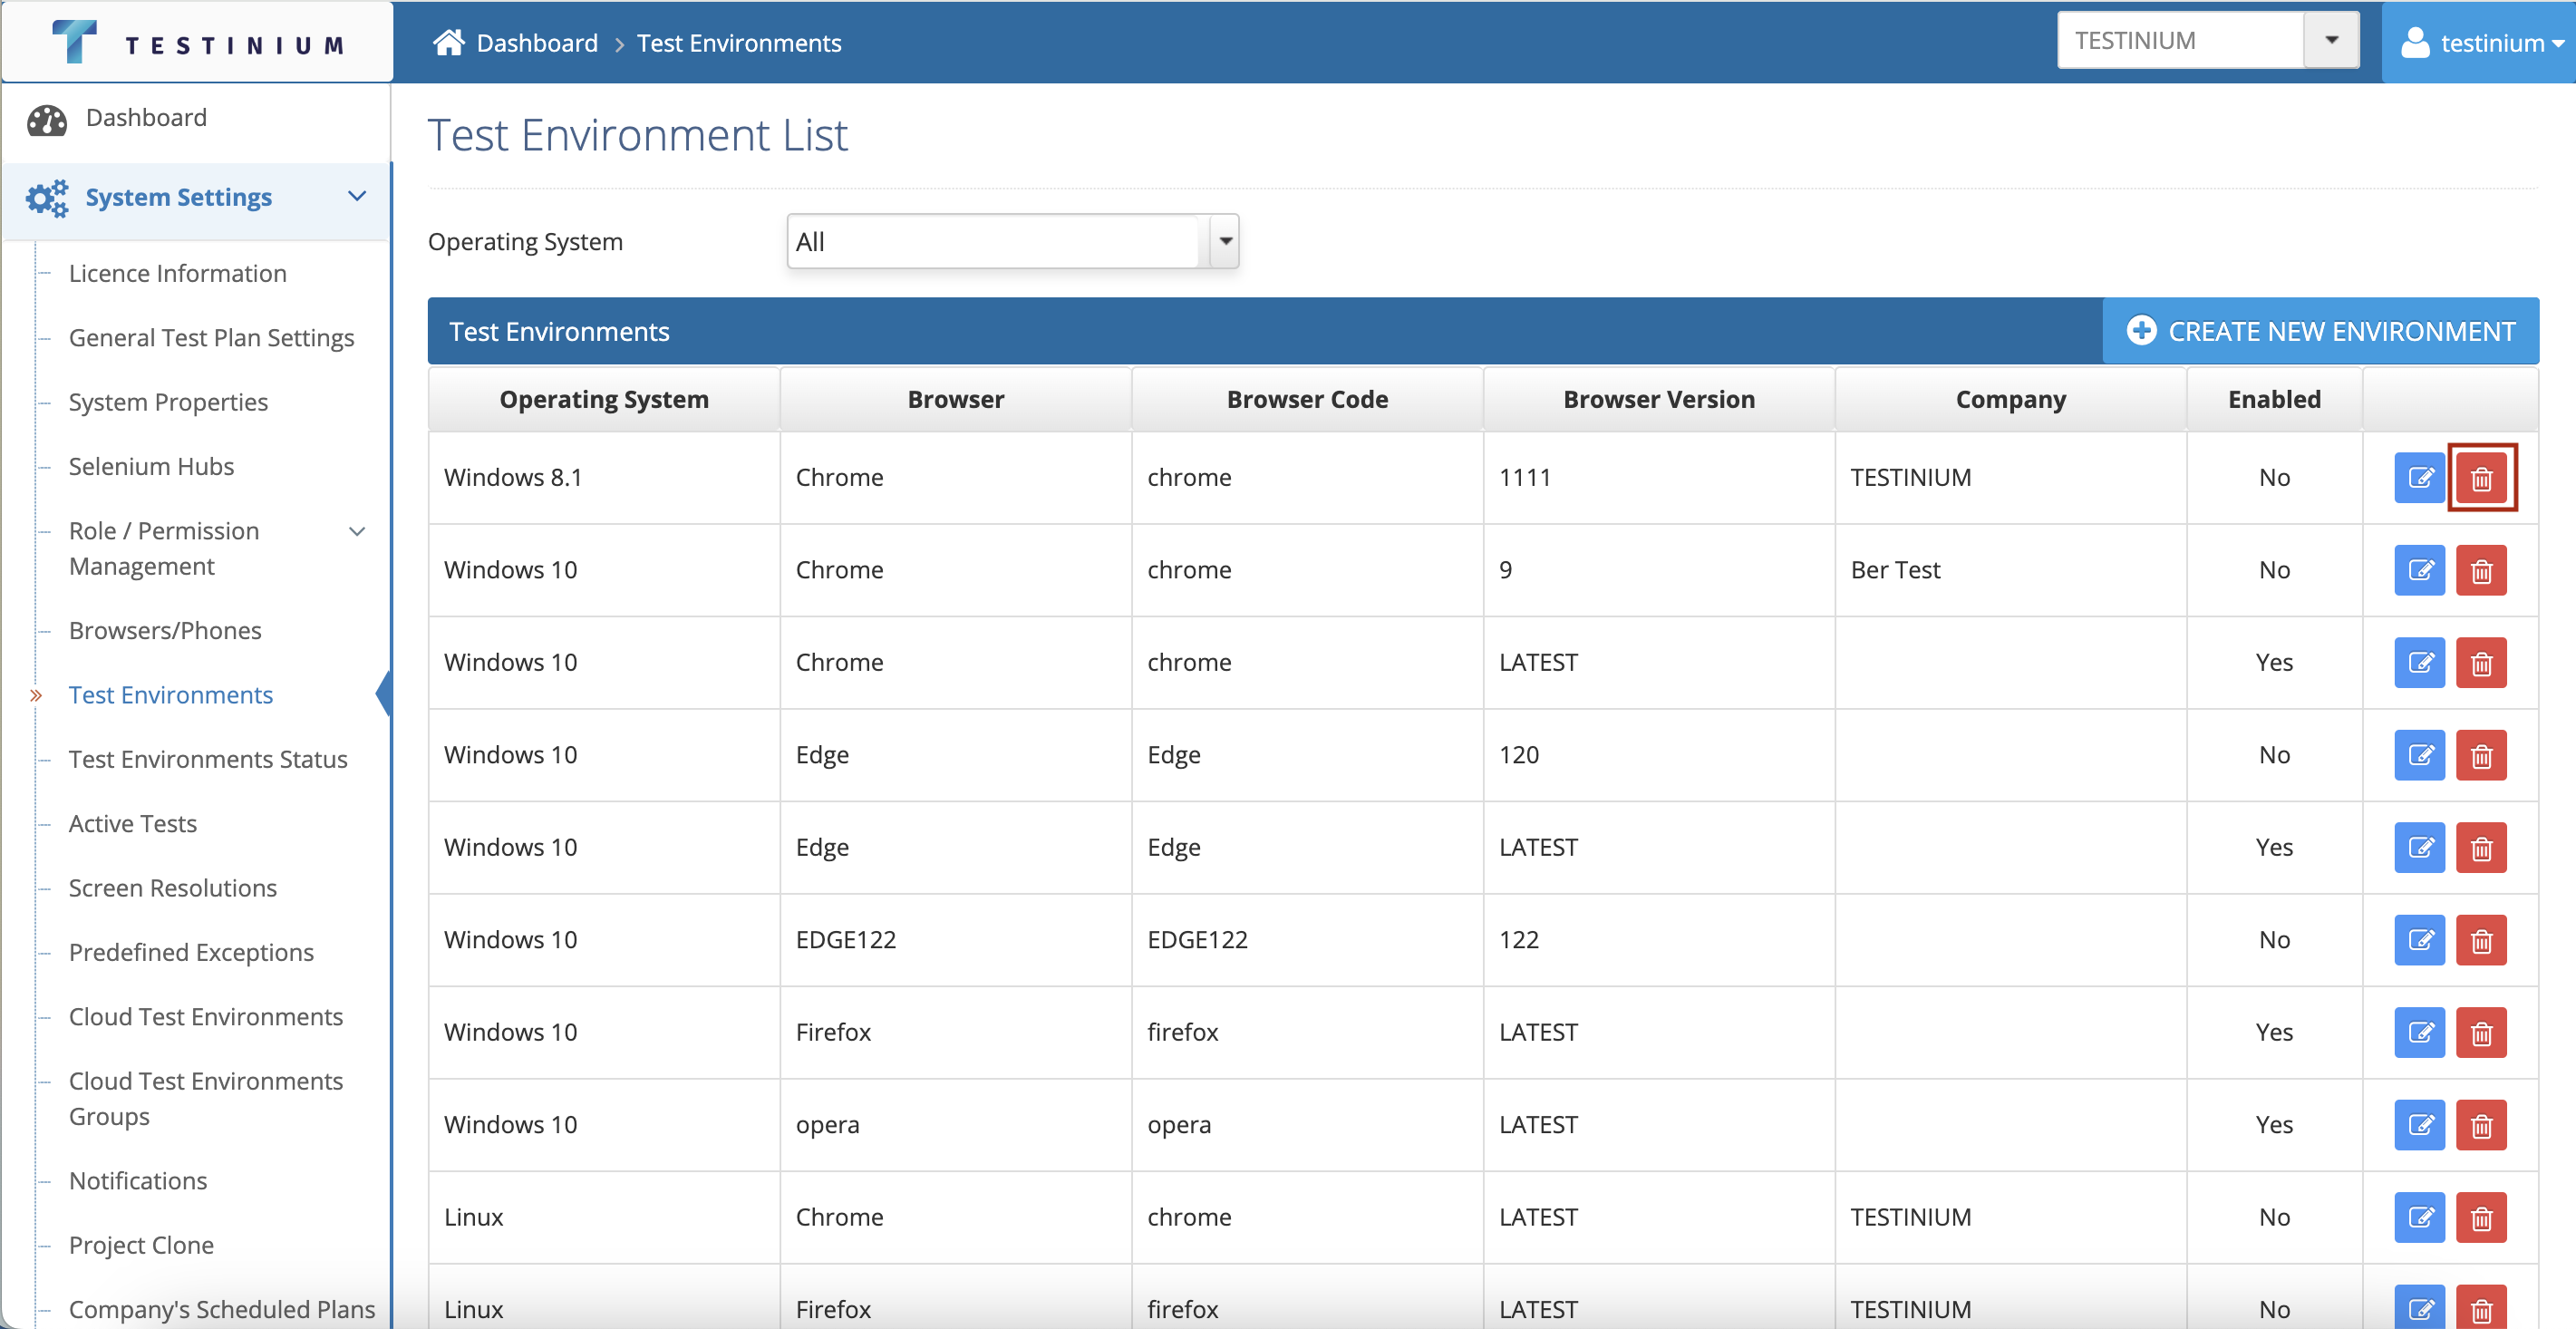 TESTINIUM
Dashboard > Test Environments
TESTINIUM
testinium
Dashboard
System Settings
Licence Information
General Test Plan Settings
System Properties
Selenium Hubs
Role / Permission
Management
Browsers/Phones
Test Environments
Test Environments Status
Active Tests
Screen Resolutions
Predefined Exceptions
Cloud Test Environments
Cloud Test Environments
Groups
Notifications
Project Clone
Company's Scheduled Plans
Test Environment List
Operating System All
Test Environments CREATE NEW ENVIRONMENT
Operating System Browser Browser Code Browser Version Company Enabled
Windows 8.1 Chrome chrome 1111 TESTINIUM No
Windows 10 Chrome chrome 9 Ber Test No
Windows 10 Chrome chrome LATEST Yes
Windows 10 Edge Edge 120 No
Windows 10 Edge Edge LATEST Yes
Windows 10 EDGE122 EDGE122 122 No
Windows 10 Firefox firefox LATEST Yes
Windows 10 opera opera LATEST Yes
Linux Chrome chrome LATEST TESTINIUM No
Linux Firefox firefox LATEST TESTINIUM No